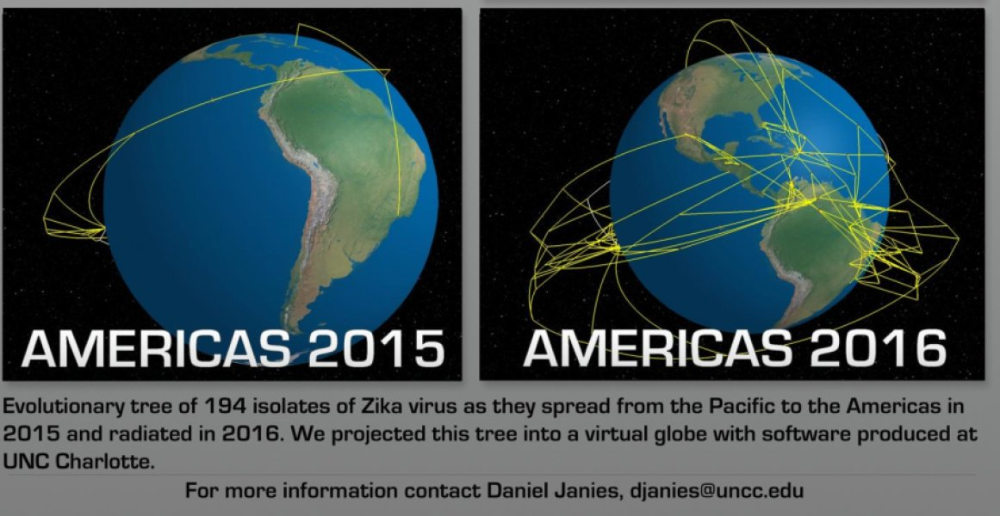 AMERICAS 2015
AMERICAS 2016
Evolutionary tree of 194 isolates of Zika virus as they spread from the Pacific to the Americas in
2015 and radiated in 2016. We projected this tree into a virtual globe with software produced at
UNC Charlotte.
For more information contact Daniel Janies, djanies@uncc.edu